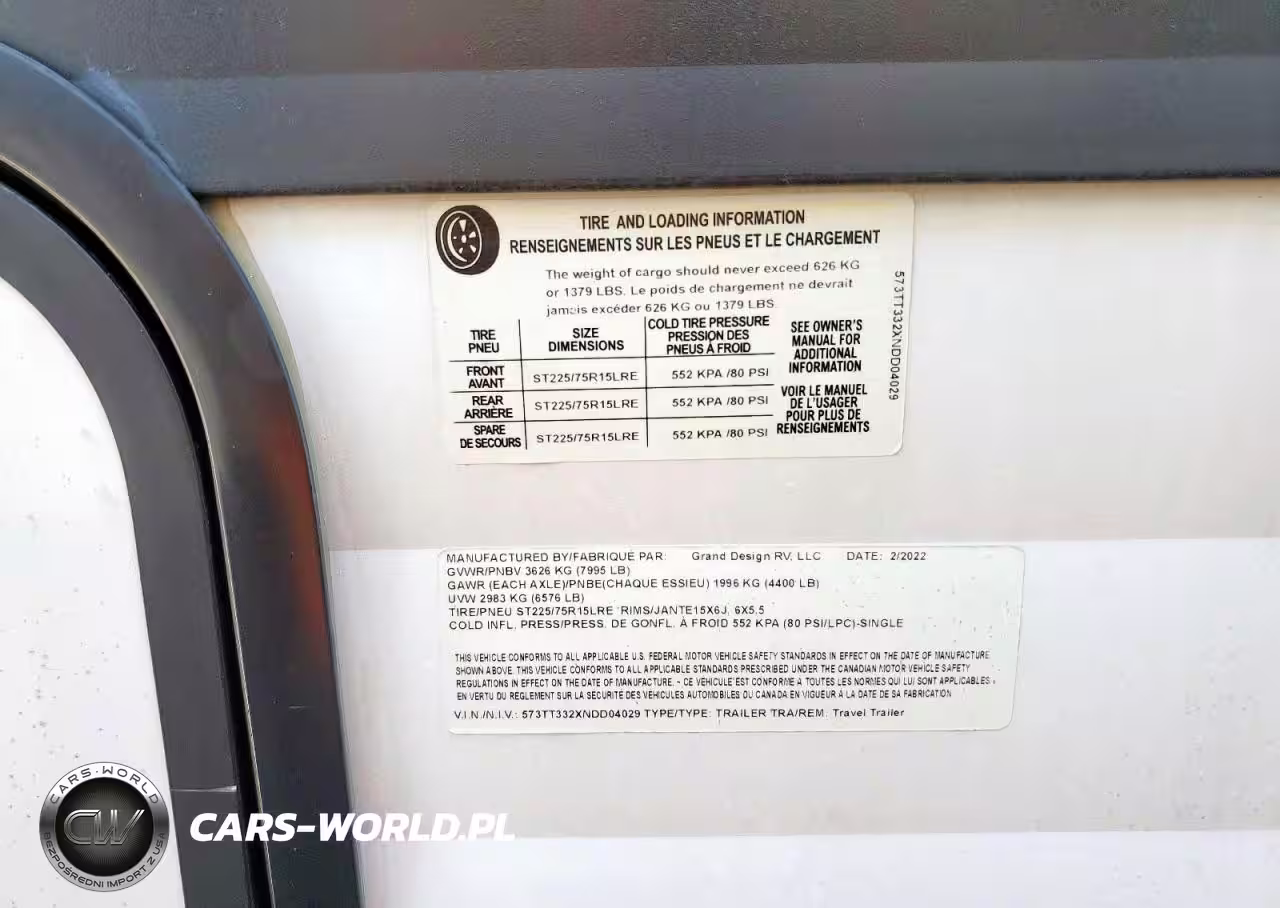 TIRE AND LOADING INFORMATION
RENSEIGNEMENTS SUR LES PNEUS ET LE CHARGEMENT
The weight of cargo should never exceed 626 KG
or 1379 LBS. Le poids de chargement ne devrait
jamais excéder 626 KG ou 1379 LBS.
TIRE PNEU SIZE DIMENSIONS COLD TIRE PRESSURE PRESSION DES PNEUS À FROID
FRONT AVANT ST225/75R15LRE 552 KPA /80 PSI
REAR ARRIÈRE ST225/75R15LRE 552 KPA /80 PSI
SPARE DE SECOURS ST225/75R15LRE 552 KPA /80 PSI
SEE OWNER'S
MANUAL FOR
ADDITIONAL
INFORMATION
VOIR LE MANUEL
DE L'USAGER
POUR PLUS DE
RENSEIGNEMENTS
573TT332XNDD04029
MANUFACTURED BY/FABRIQUÉ PAR: Grand Design RV, LLC DATE: 2/2022
GVWR/PNBV 3626 KG (7995 LB)
GAWR (EACH AXLE)/PNBE(CHAQUE ESSIEU) 1996 KG (4400 LB)
UVW 2983 KG (6576 LB)
TIRE/PNEU ST225/75R15LRE RIMS/JANTE15X6J, 6X5.5
COLD INFL. PRESS/PRESS. DE GONFL. À FROID 552 KPA (80 PSI/LPC)-SINGLE
THIS VEHICLE CONFORMS TO ALL APPLICABLE U.S. FEDERAL MOTOR VEHICLE SAFETY STANDARDS IN EFFECT ON THE DATE OF MANUFACTURE
SHOWN ABOVE. THIS VEHICLE CONFORMS TO ALL APPLICABLE STANDARDS PRESCRIBED UNDER THE CANADIAN MOTOR VEHICLE SAFETY
REGULATIONS IN EFFECT ON THE DATE OF MANUFACTURE. - CE VEHICULE EST CONFORME A TOUTES LES NORMES QUI LUI SONT APPLICABLES
EN VERTU DU REGLEMENT SUR LA SECURITE DES VEHICULES AUTOMOBILES DU CANADA EN VIGUEUR A LA DATE DE SA FABRICATION
V.I.N./N.I.V.: 573TT332XNDD04029 TYPE/TYPE: TRAILER TRA/REM: Travel Trailer
CARS-WORLD
CW
BEZPOŚREDNI IMPORT Z USA
CARS-WORLD.PL